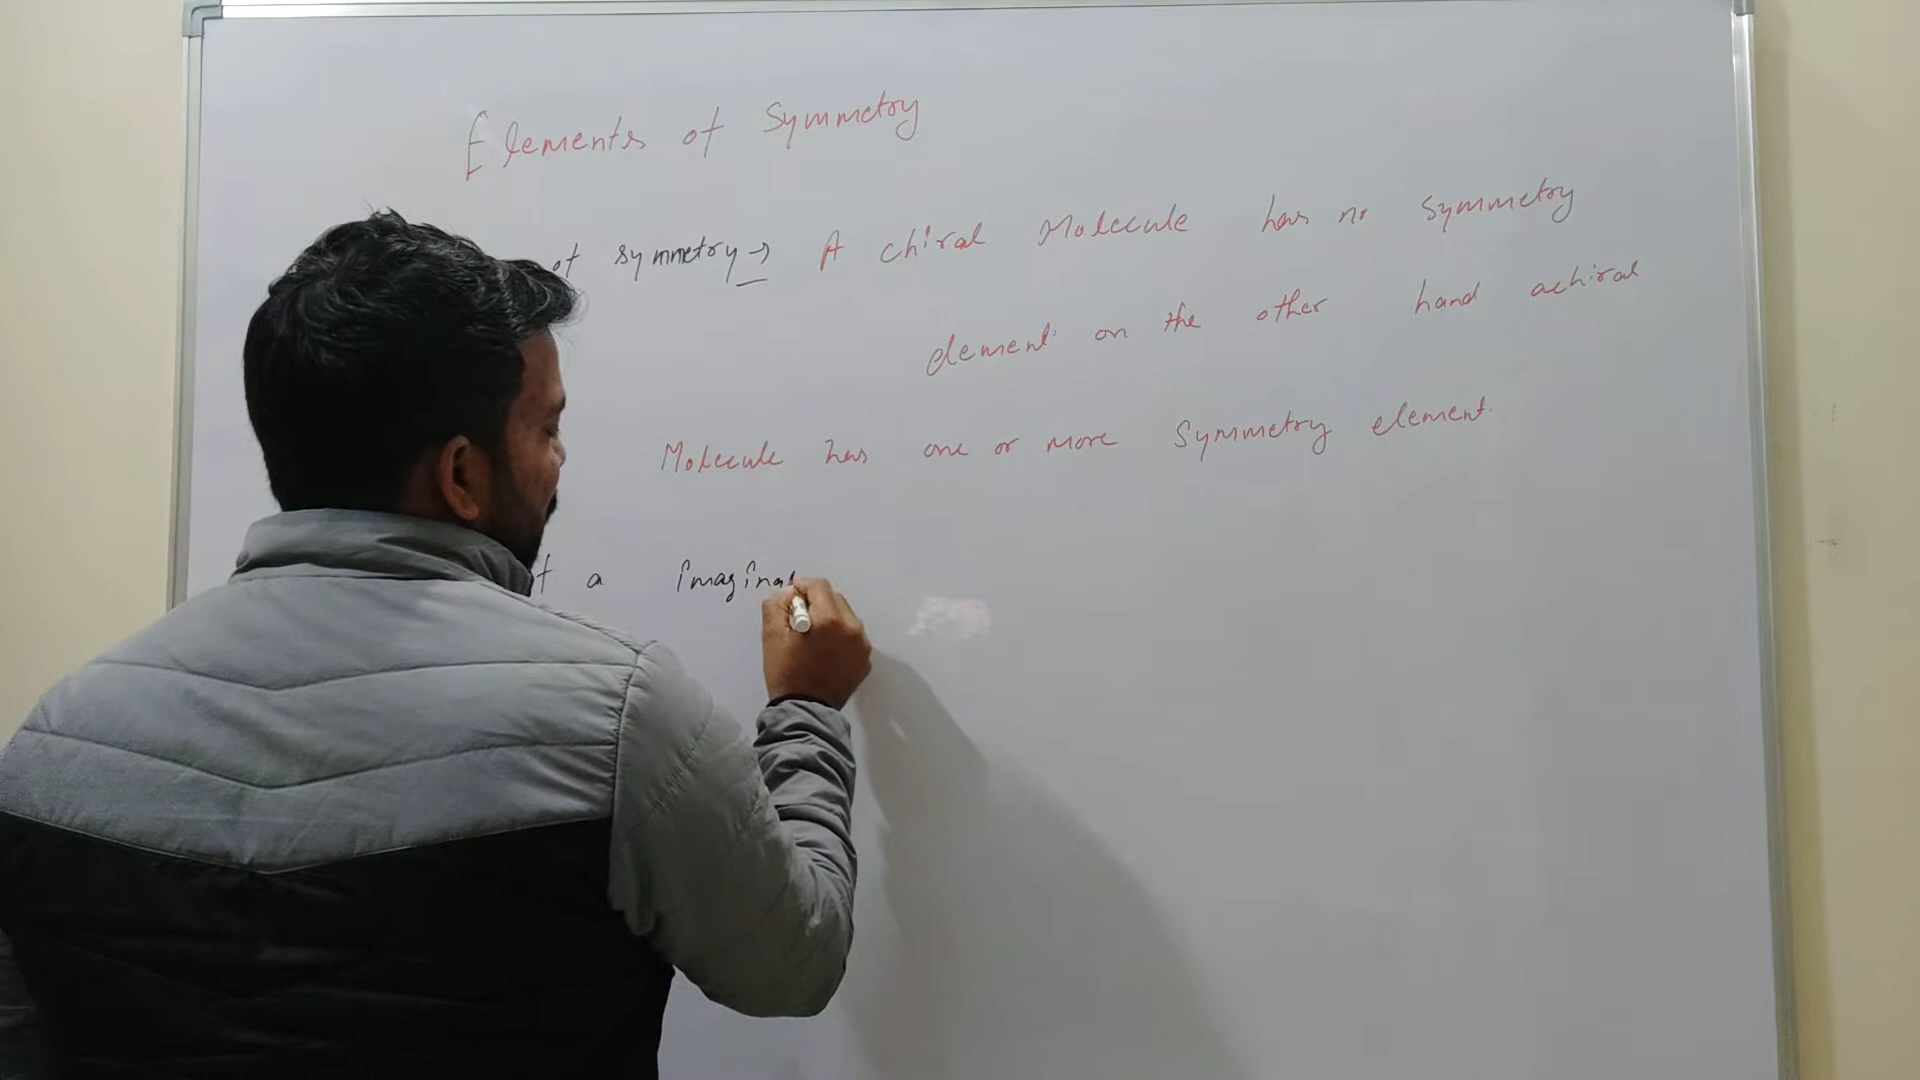 Elements of Symmetry
of symmetry → A chiral Molecule has no symmetry
element on the other hand achiral
Molecule has one or more Symmetry element.
a imagina